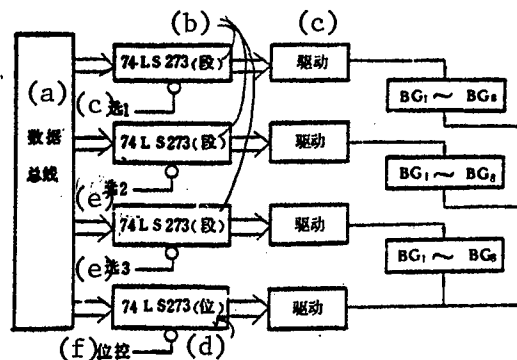 (b)
(c)
74LS273(段)
驱动
(a)
BG₁～BG₈
(c)选1
数据
总线
74LS273(段)
驱动
BG₁～BG₈
(e)选2
74LS273(段)
驱动
(e)选3
BG₁～BG₈
74LS273(位)
驱动
(f)位控
(d)